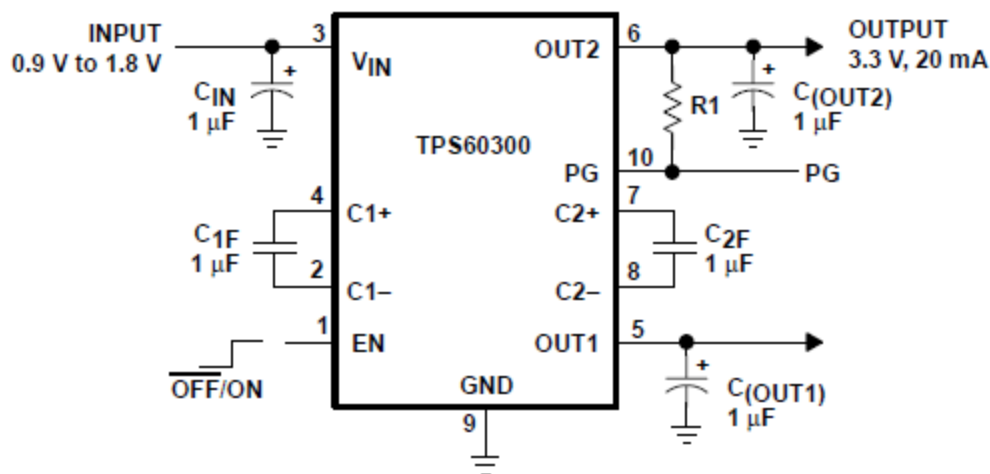 INPUT
0.9 V to 1.8 V
3
VIN
OUT2
6
OUTPUT
3.3 V, 20 mA
CIN
+
1 µF
R1
+
C(OUT2)
1 µF
TPS60300
PG
10
PG
4
C1+
C2+
7
C1F
1 µF
C2F
1 µF
2
C1–
C2–
8
1
EN
OUT1
5
OFF/ON
GND
9
+
C(OUT1)
1 µF